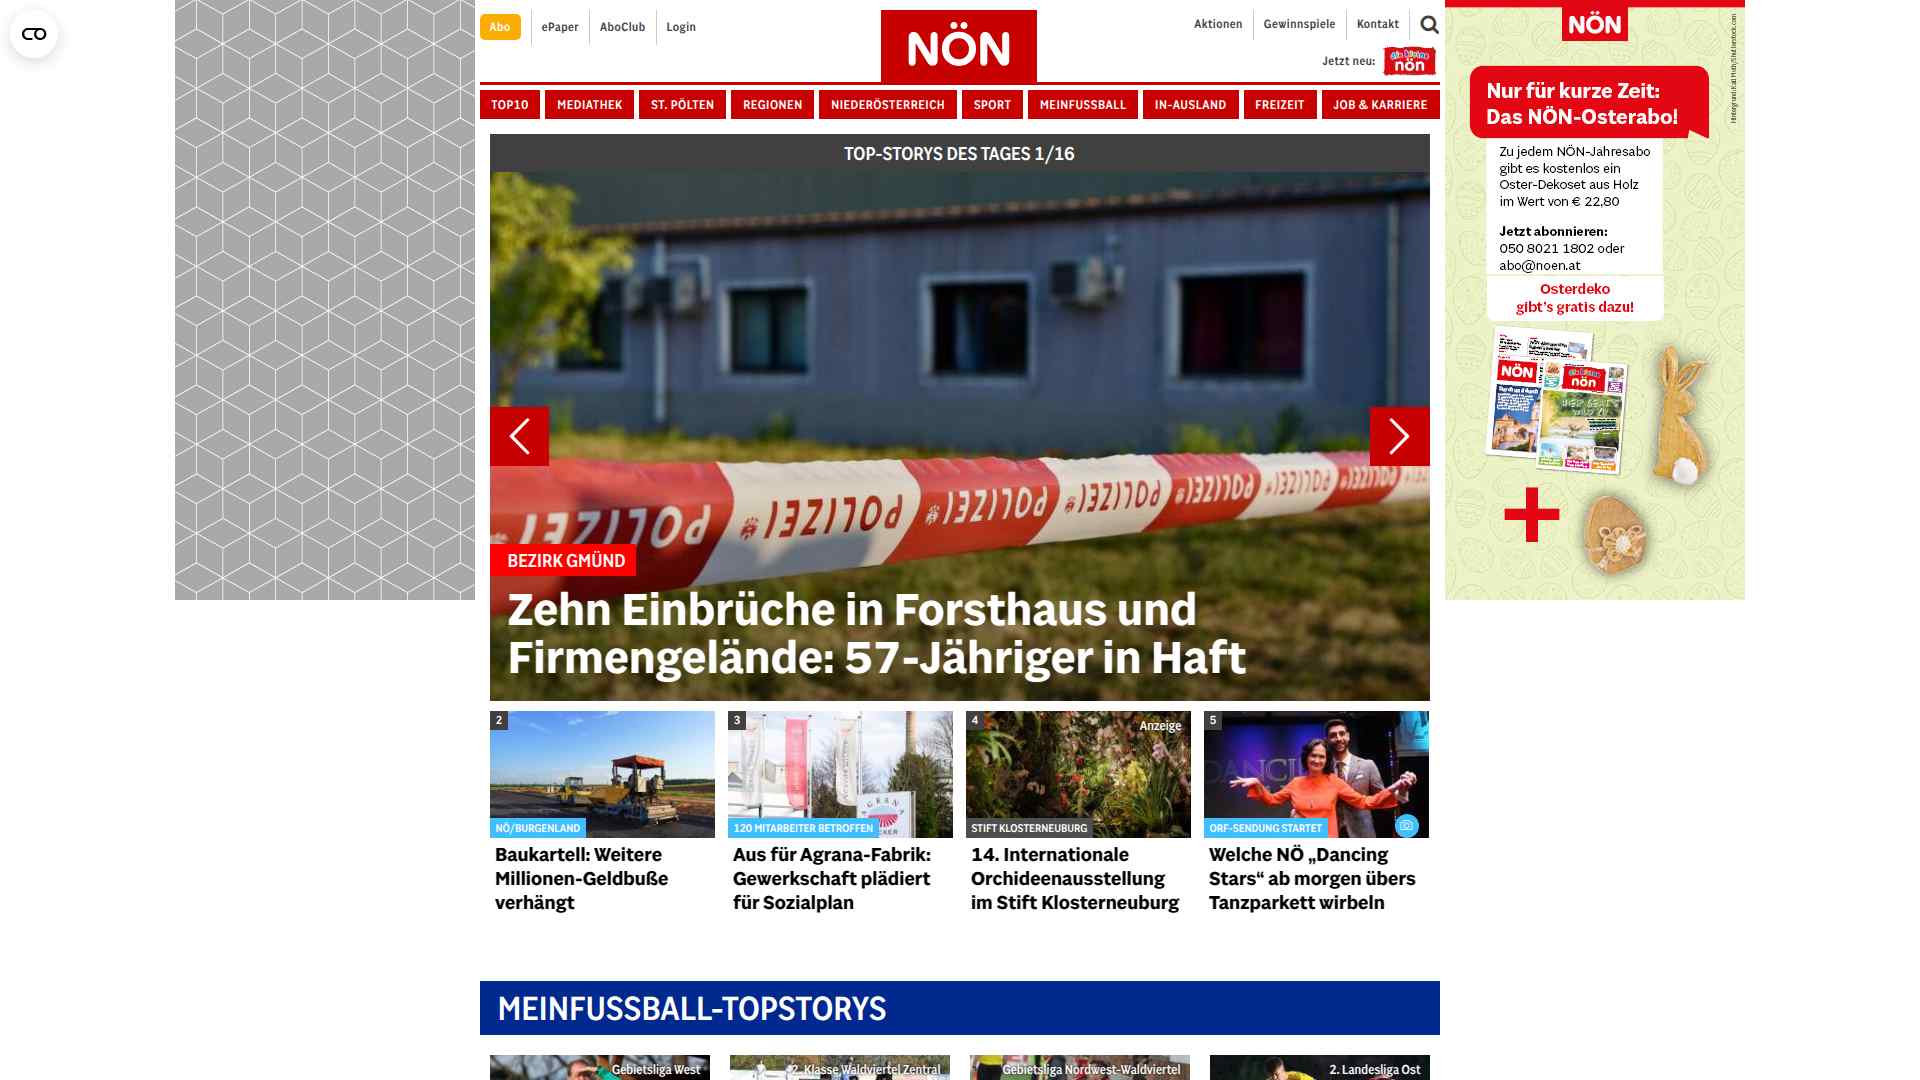 Abo
ePaper
AboClub
Login
NÖN
Aktionen
Gewinnspiele
Kontakt
Jetzt neu:
die kleine
nön
TOP10
MEDIATHEK
ST. PÖLTEN
REGIONEN
NIEDERÖSTERREICH
SPORT
MEINFUSSBALL
IN-AUSLAND
FREIZEIT
JOB & KARRIERE
TOP-STORYS DES TAGES 1/16
POLIZEI POLIZEI POLIZEI POLIZEI POLIZEI POLIZEI POLIZEI
BEZIRK GMÜND
Zehn Einbrüche in Forsthaus und
Firmengelände: 57-Jähriger in Haft
2
NÖ/BURGENLAND
Baukartell: Weitere
Millionen-Geldbuße
verhängt
3
AGRANA
120 MITARBEITER BETROFFEN
Aus für Agrana-Fabrik:
Gewerkschaft plädiert
für Sozialplan
4
Anzeige
STIFT KLOSTERNEUBURG
14. Internationale
Orchideenausstellung
im Stift Klosterneuburg
5
DANCI
ORF-SENDUNG STARTET
Welche NÖ „Dancing
Stars“ ab morgen übers
Tanzparkett wirbeln
MEINFUSSBALL-TOPSTORYS
Gebietsliga West
2. Klasse Waldviertel Zentral
Gebietsliga Nordwest-Waldviertel
2. Landesliga Ost
NÖN
Nur für kurze Zeit:
Das NÖN-Osterabo!
Zu jedem NÖN-Jahresabo
gibt es kostenlos ein
Oster-Dekoset aus Holz
im Wert von € 22,80
Jetzt abonnieren:
050 8021 1802 oder
abo@noen.at
Osterdeko
gibt's gratis dazu!
NÖN
die kleine
nön